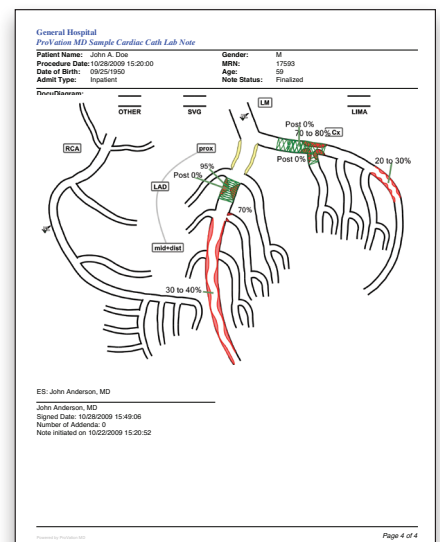 General Hospital
ProVation MD Sample Cardiac Cath Lab Note
Patient Name: John A. Doe Gender: M
Procedure Date: 10/28/2009 15:20:00 MRN: 17593
Date of Birth: 09/25/1950 Age: 59
Admit Type: Inpatient Note Status: Finalized
DocuDiagram:
OTHER SVG LM LIMA
Post 0%
70 to 80% Cx
RCA prox Post 0% 20 to 30%
95%
Post 0%
LAD
70%
mid+dist
30 to 40%
ES: John Anderson, MD
John Anderson, MD
Signed Date: 10/28/2009 15:49:06
Number of Addenda: 0
Note initiated on 10/22/2009 15:20:52
Powered by ProVation MD
Page 4 of 4